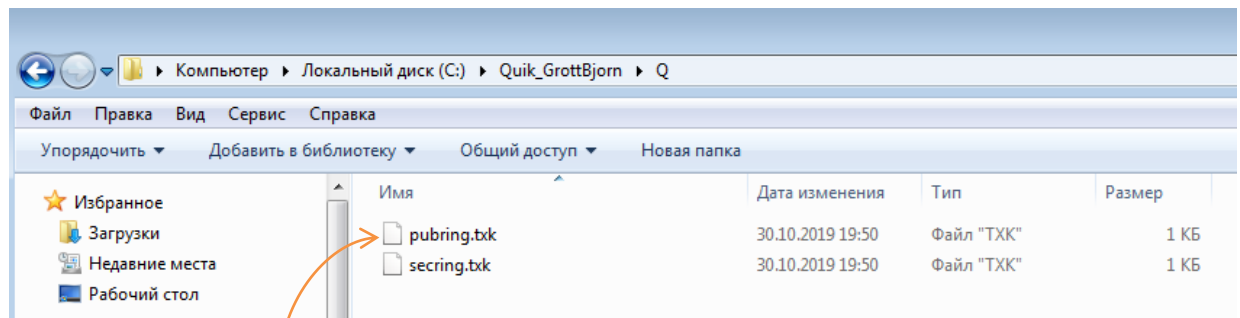 Компьютер ▸ Локальный диск (C:) ▸ Quik_GrottBjorn ▸ Q
Файл Правка Вид Сервис Справка
Упорядочить Добавить в библиотеку Общий доступ Новая папка
Избранное
Загрузки
Недавние места
Рабочий стол
Имя Дата изменения Тип Размер
pubring.txk 30.10.2019 19:50 Файл "TXK" 1 КБ
secring.txk 30.10.2019 19:50 Файл "TXK" 1 КБ